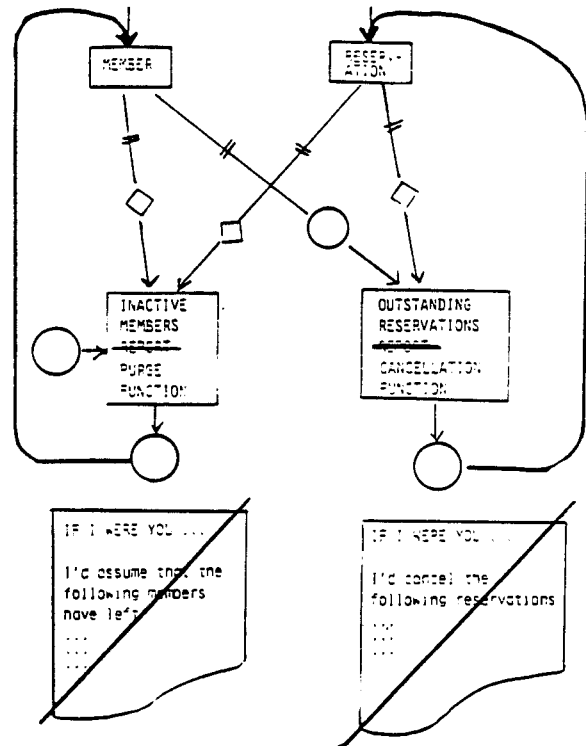 MEMBER
RESERV-
ATION
INACTIVE
MEMBERS
REPORT
PURGE
FUNCTION
OUTSTANDING
RESERVATIONS
REPORT
CANCELLATION
FUNCTION
IF I WERE YOU ...
I'd assume that the
following members
have left
...
...
...
IF I WERE YOU ...
I'd cancel the
following reservations
...
...
...